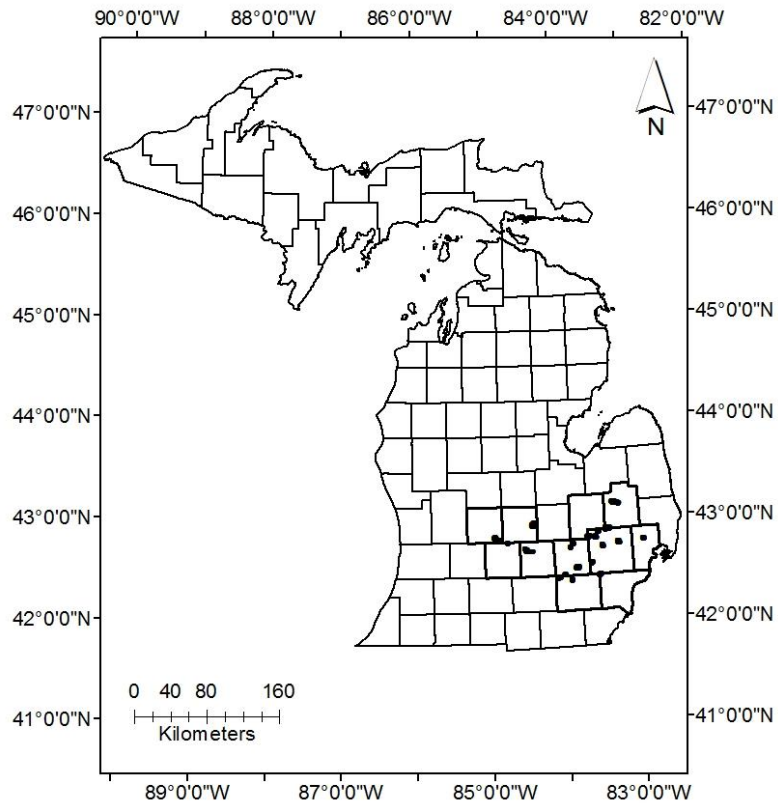 90°0'0"W 88°0'0"W 86°0'0"W 84°0'0"W 82°0'0"W
47°0'0"N 47°0'0"N
N
46°0'0"N 46°0'0"N
45°0'0"N 45°0'0"N
44°0'0"N 44°0'0"N
43°0'0"N 43°0'0"N
42°0'0"N 42°0'0"N
0 40 80 160
41°0'0"N 41°0'0"N
Kilometers
89°0'0"W 87°0'0"W 85°0'0"W 83°0'0"W